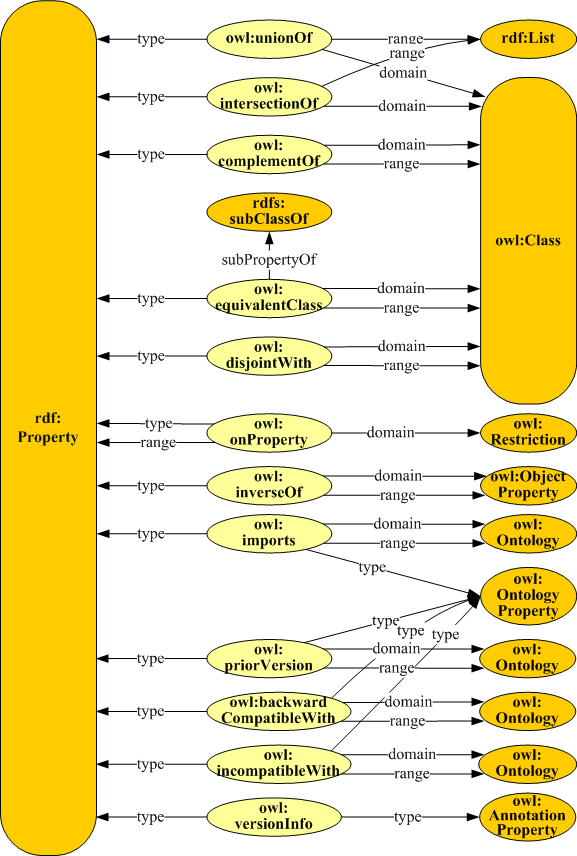 type
owl:unionOf
range
rdf:List
range
domain
type
owl:
intersectionOf
domain
type
owl:
complementOf
domain
range
rdfs:
subClassOf
owl:Class
subPropertyOf
type
owl:
equivalentClass
domain
range
type
owl:
disjointWith
domain
range
rdf:
Property
type
range
owl:
onProperty
domain
owl:
Restriction
type
owl:
inverseOf
domain
range
owl:Object
Property
type
owl:
imports
domain
range
owl:
Ontology
type
owl:
Ontology
Property
type
type
type
type
owl:
priorVersion
domain
range
owl:
Ontology
type
owl:backward
CompatibleWith
domain
range
owl:
Ontology
type
owl:
incompatibleWith
domain
range
owl:
Ontology
type
owl:
versionInfo
type
owl:
Annotation
Property